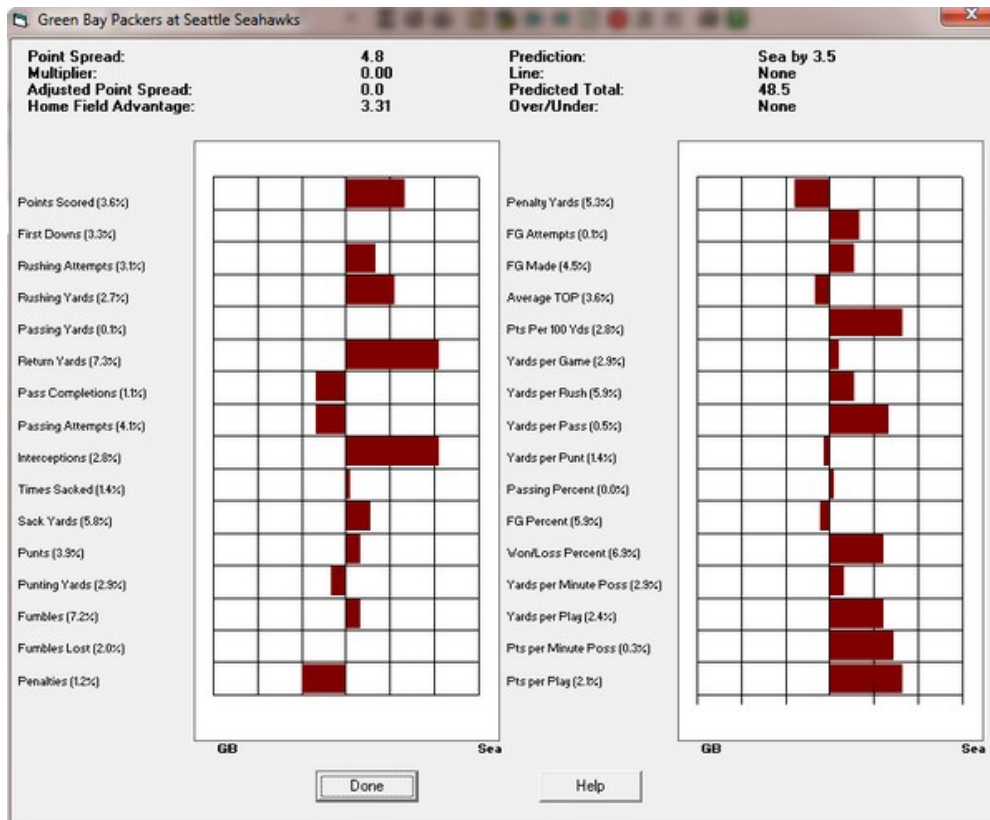 Green Bay Packers at Seattle Seahawks
Point Spread: 4.8 Prediction: Sea by 3.5
Multiplier: 0.00 Line: None
Adjusted Point Spread: 0.0 Predicted Total: 48.5
Home Field Advantage: 3.31 Over/Under: None
Points Scored (3.6%)
First Downs (3.3%)
Rushing Attempts (3.1%)
Rushing Yards (2.7%)
Passing Yards (0.1%)
Return Yards (7.3%)
Pass Completions (1.1%)
Passing Attempts (4.1%)
Interceptions (2.8%)
Times Sacked (1.4%)
Sack Yards (5.8%)
Punts (3.9%)
Punting Yards (2.9%)
Fumbles (7.2%)
Fumbles Lost (2.0%)
Penalties (1.2%)
GB Sea
Penalty Yards (5.3%)
FG Attempts (0.1%)
FG Made (4.5%)
Average TOP (3.6%)
Pts Per 100 Yds (2.8%)
Yards per Game (2.9%)
Yards per Rush (5.9%)
Yards per Pass (0.5%)
Yards per Punt (1.4%)
Passing Percent (0.0%)
FG Percent (5.9%)
Won/Loss Percent (6.9%)
Yards per Minute Poss (2.9%)
Yards per Play (2.4%)
Pts per Minute Poss (0.3%)
Pts per Play (2.1%)
GB Sea
Done Help